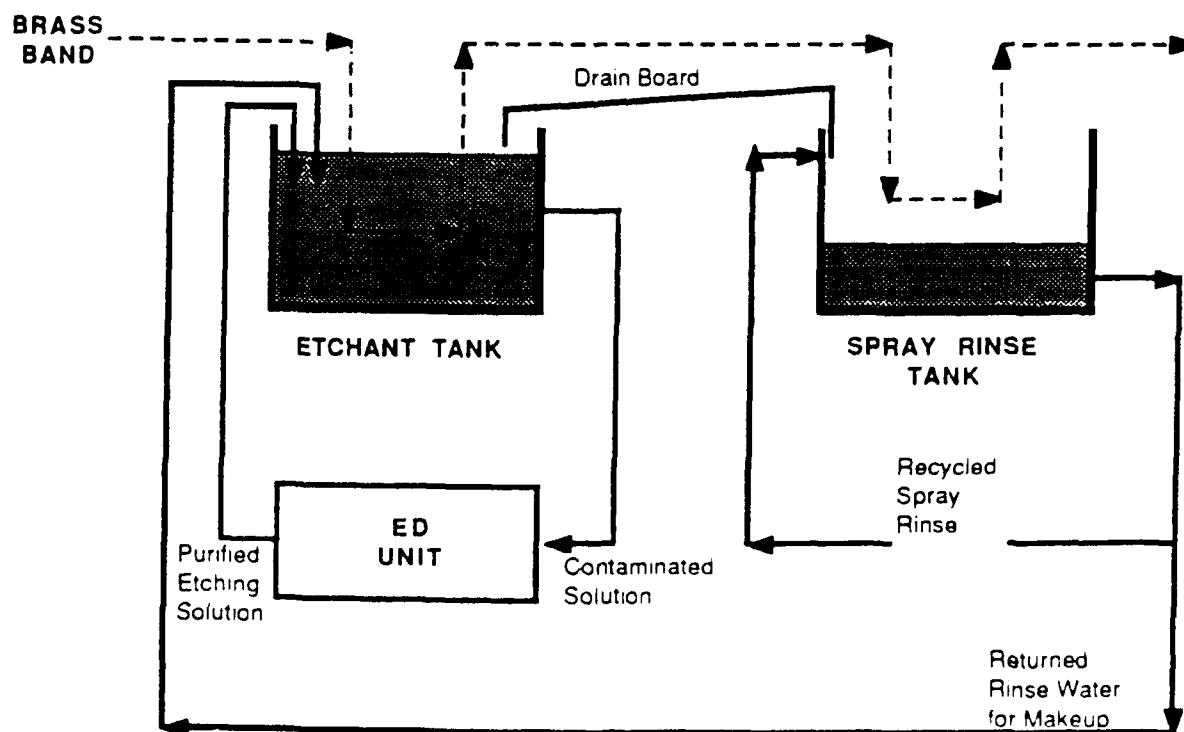 BRASS
BAND
Drain Board
ETCHANT TANK
SPRAY RINSE
TANK
Recycled
Spray
Rinse
ED
UNIT
Purified
Etching
Solution
Contaminated
Solution
Returned
Rinse Water
for Makeup